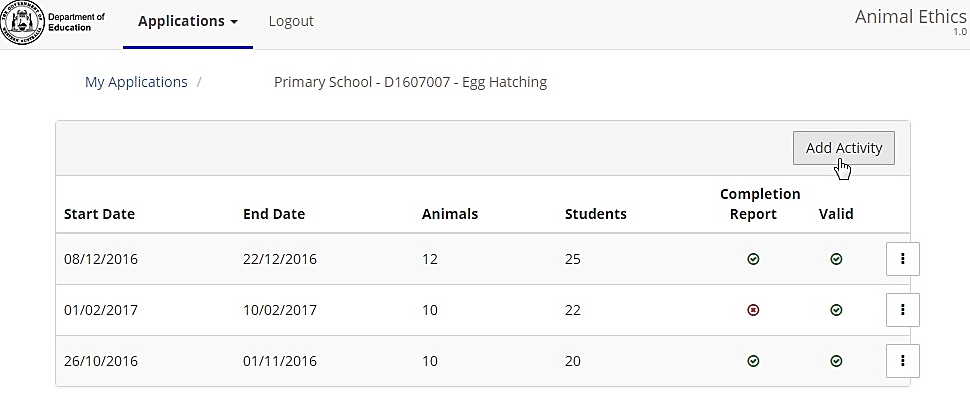 Department of
Education
Applications
Logout
Animal Ethics
1.0
My Applications / Primary School - D1607007 - Egg Hatching
Add Activity
Start Date End Date Animals Students Completion Report Valid
08/12/2016 22/12/2016 12 25
01/02/2017 10/02/2017 10 22
26/10/2016 01/11/2016 10 20